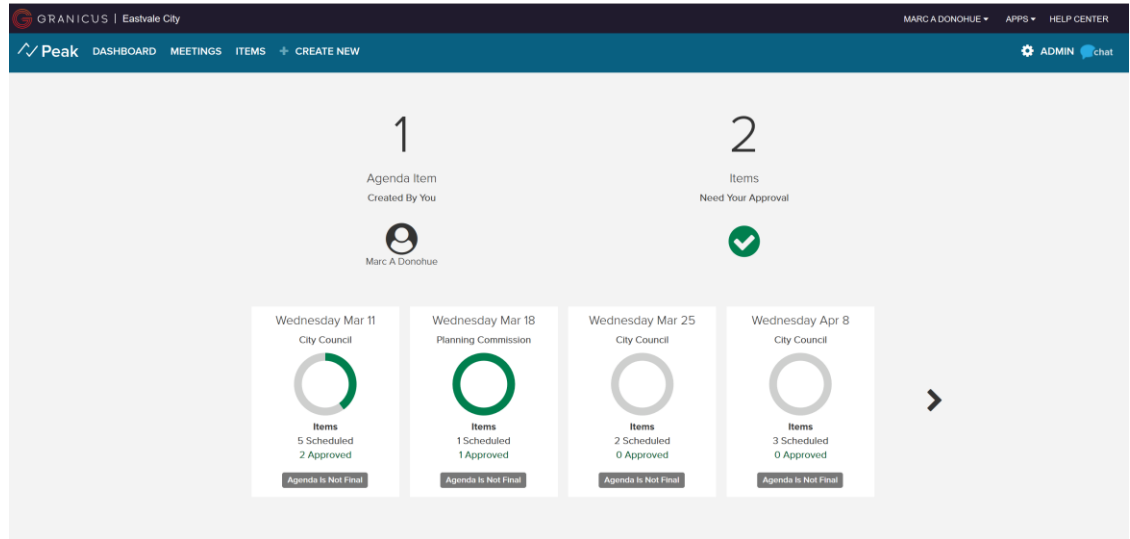 GRANICUS | Eastvale City
MARC A DONOHUE APPS HELP CENTER
Peak DASHBOARD MEETINGS ITEMS + CREATE NEW
ADMIN chat
1
Agenda Item
Created By You
Marc A Donohue
2
Items
Need Your Approval
Wednesday Mar 11
City Council
Items
5 Scheduled
2 Approved
Agenda Is Not Final
Wednesday Mar 18
Planning Commission
Items
1 Scheduled
1 Approved
Agenda Is Not Final
Wednesday Mar 25
City Council
Items
2 Scheduled
0 Approved
Agenda Is Not Final
Wednesday Apr 8
City Council
Items
3 Scheduled
0 Approved
Agenda Is Not Final